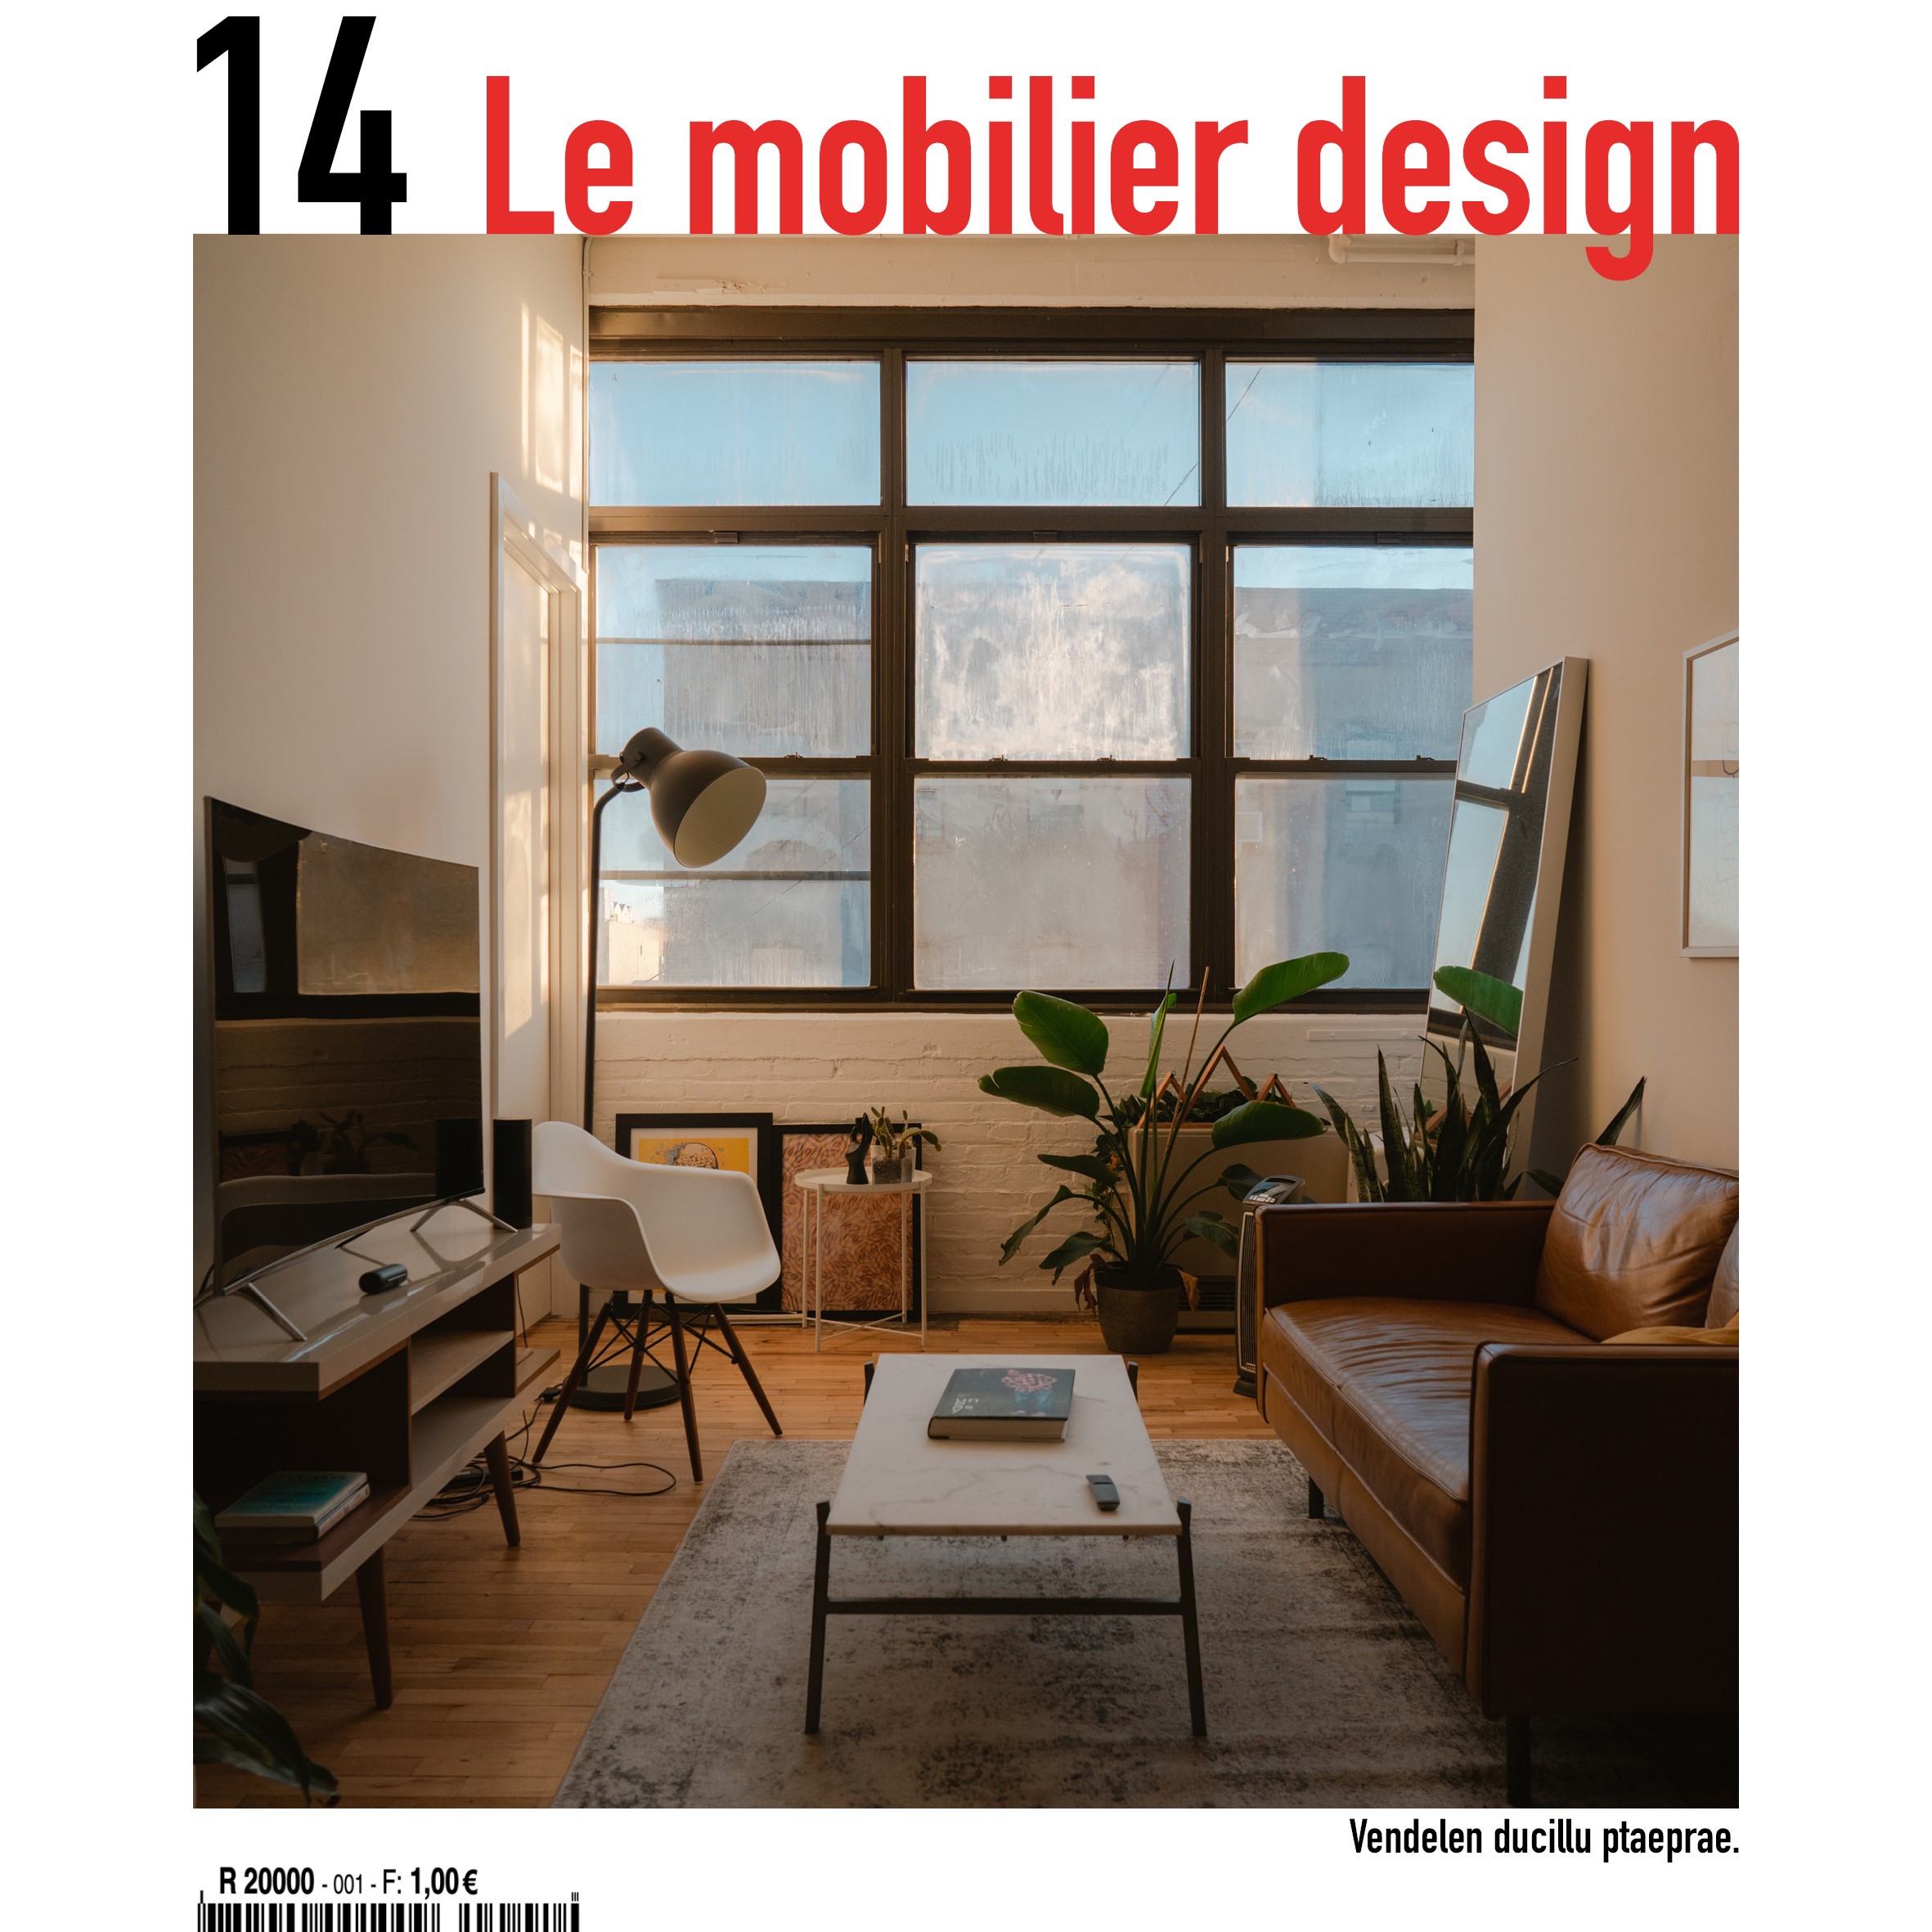 14 Le mobilier design
Vendelen ducillu ptaeprae.
R 20000 - 001 - F: 1,00 €